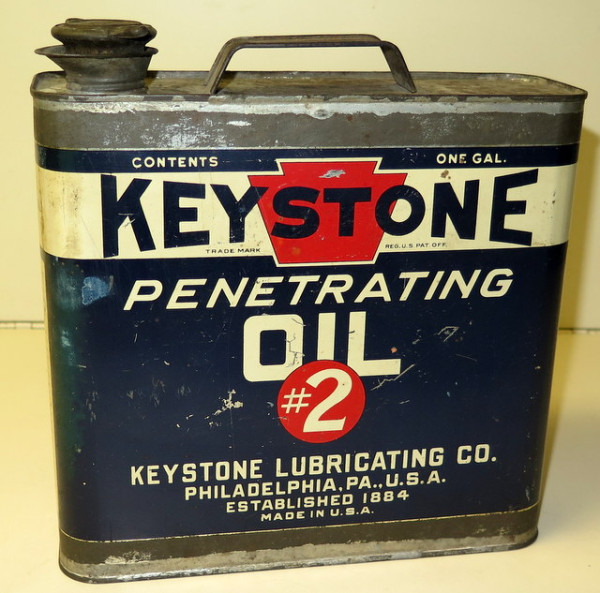 CONTENTS ONE GAL.
KEYSTONE
TRADE MARK REG. U.S. PAT. OFF.
PENETRATING
OIL
#2
KEYSTONE LUBRICATING CO.
PHILADELPHIA, PA., U.S.A.
ESTABLISHED 1884
MADE IN U.S.A.